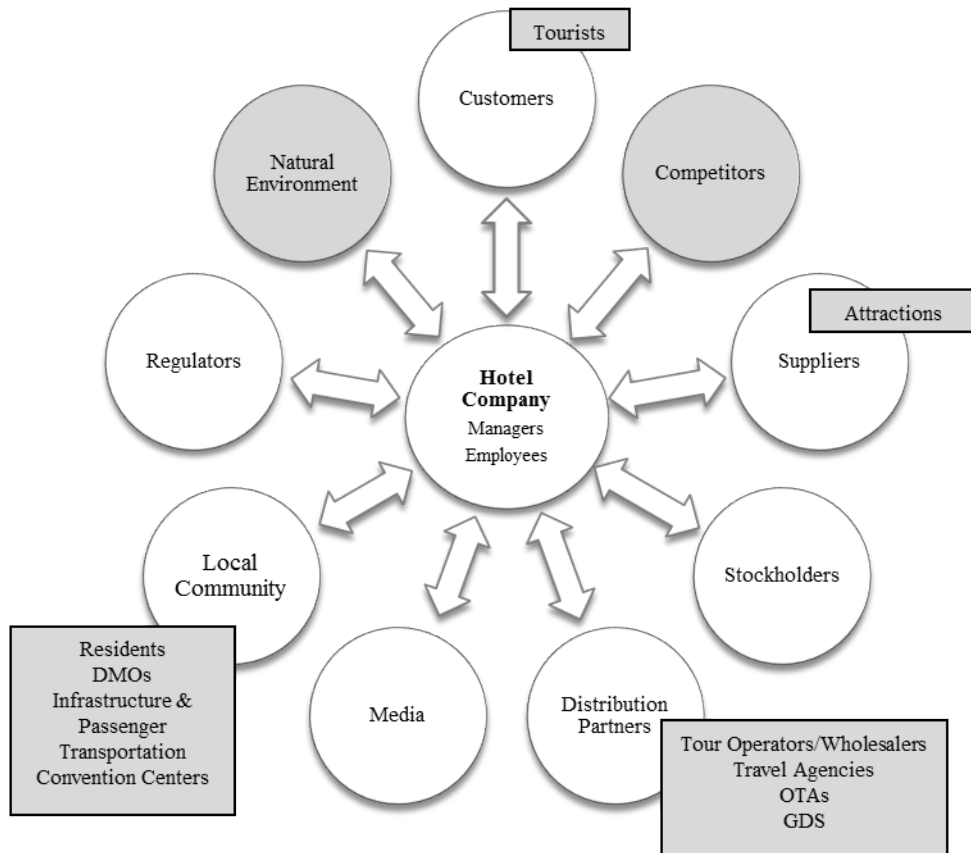 Tourists
Customers
Natural
Environment
Competitors
Regulators
Attractions
Suppliers
Hotel
Company
Managers
Employees
Local
Community
Stockholders
Residents
DMOs
Infrastructure &
Passenger
Transportation
Convention Centers
Media
Distribution
Partners
Tour Operators/Wholesalers
Travel Agencies
OTAs
GDS